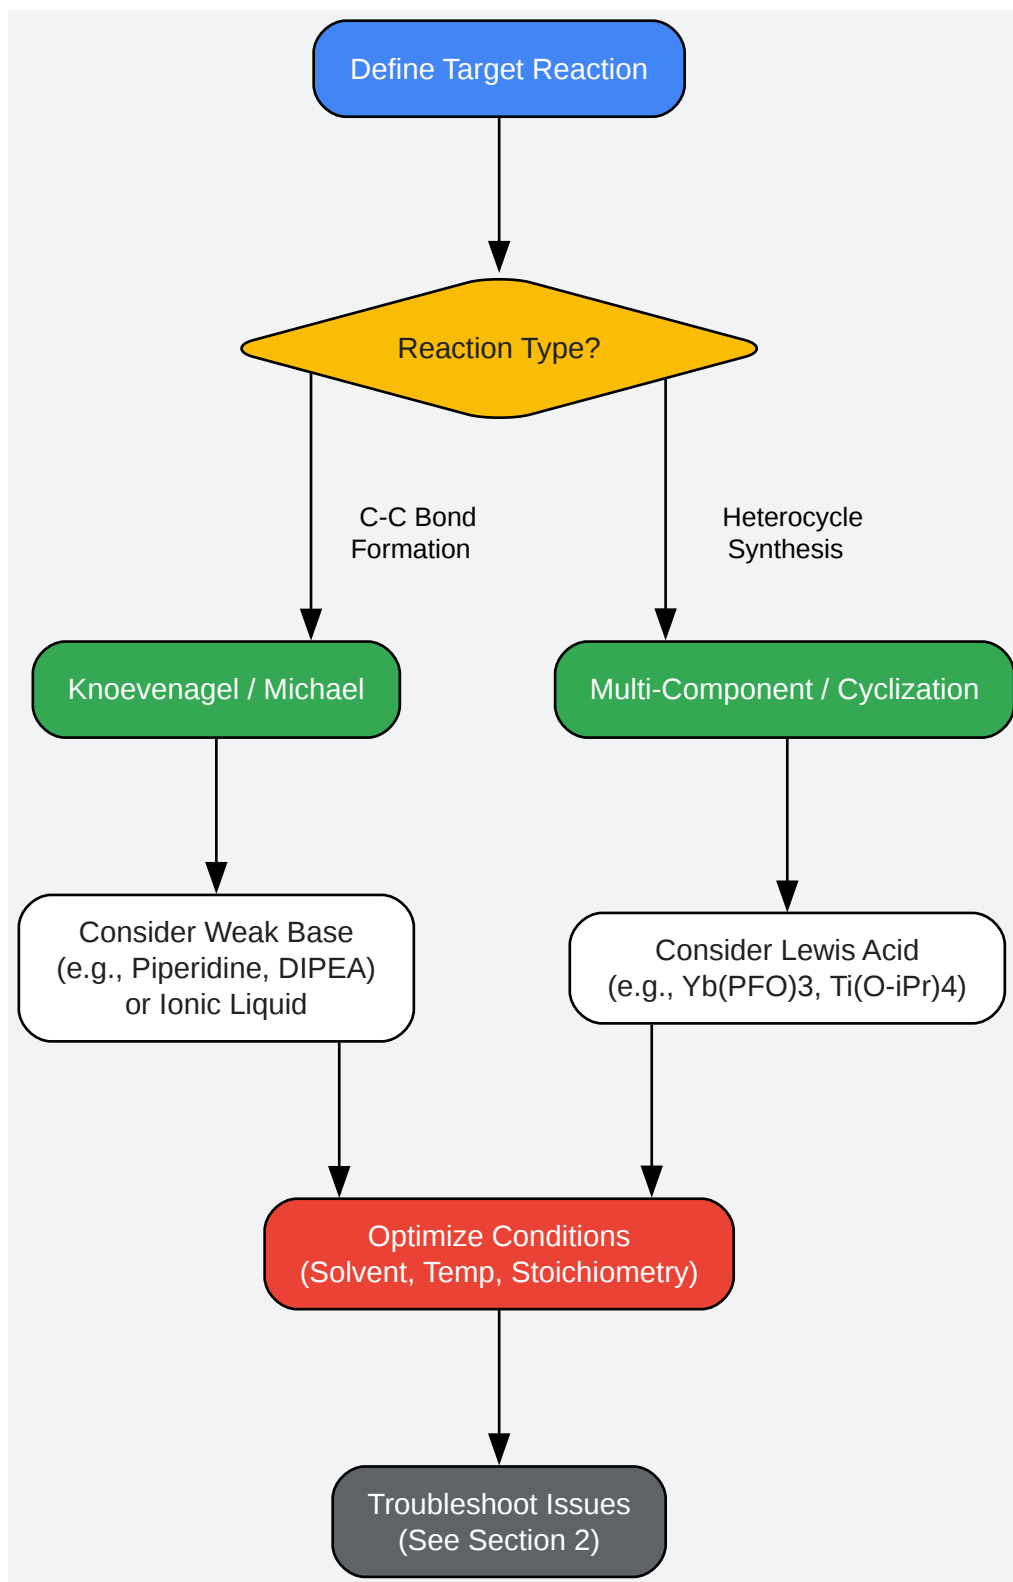 Define Target Reaction
Reaction Type?
C-C Bond
Formation
Heterocycle
Synthesis
Knoevenagel / Michael
Multi-Component / Cyclization
Consider Weak Base
(e.g., Piperidine, DIPEA)
or Ionic Liquid
Consider Lewis Acid
(e.g., Yb(PFO)3, Ti(O-iPr)4)
Optimize Conditions
(Solvent, Temp, Stoichiometry)
Troubleshoot Issues
(See Section 2)